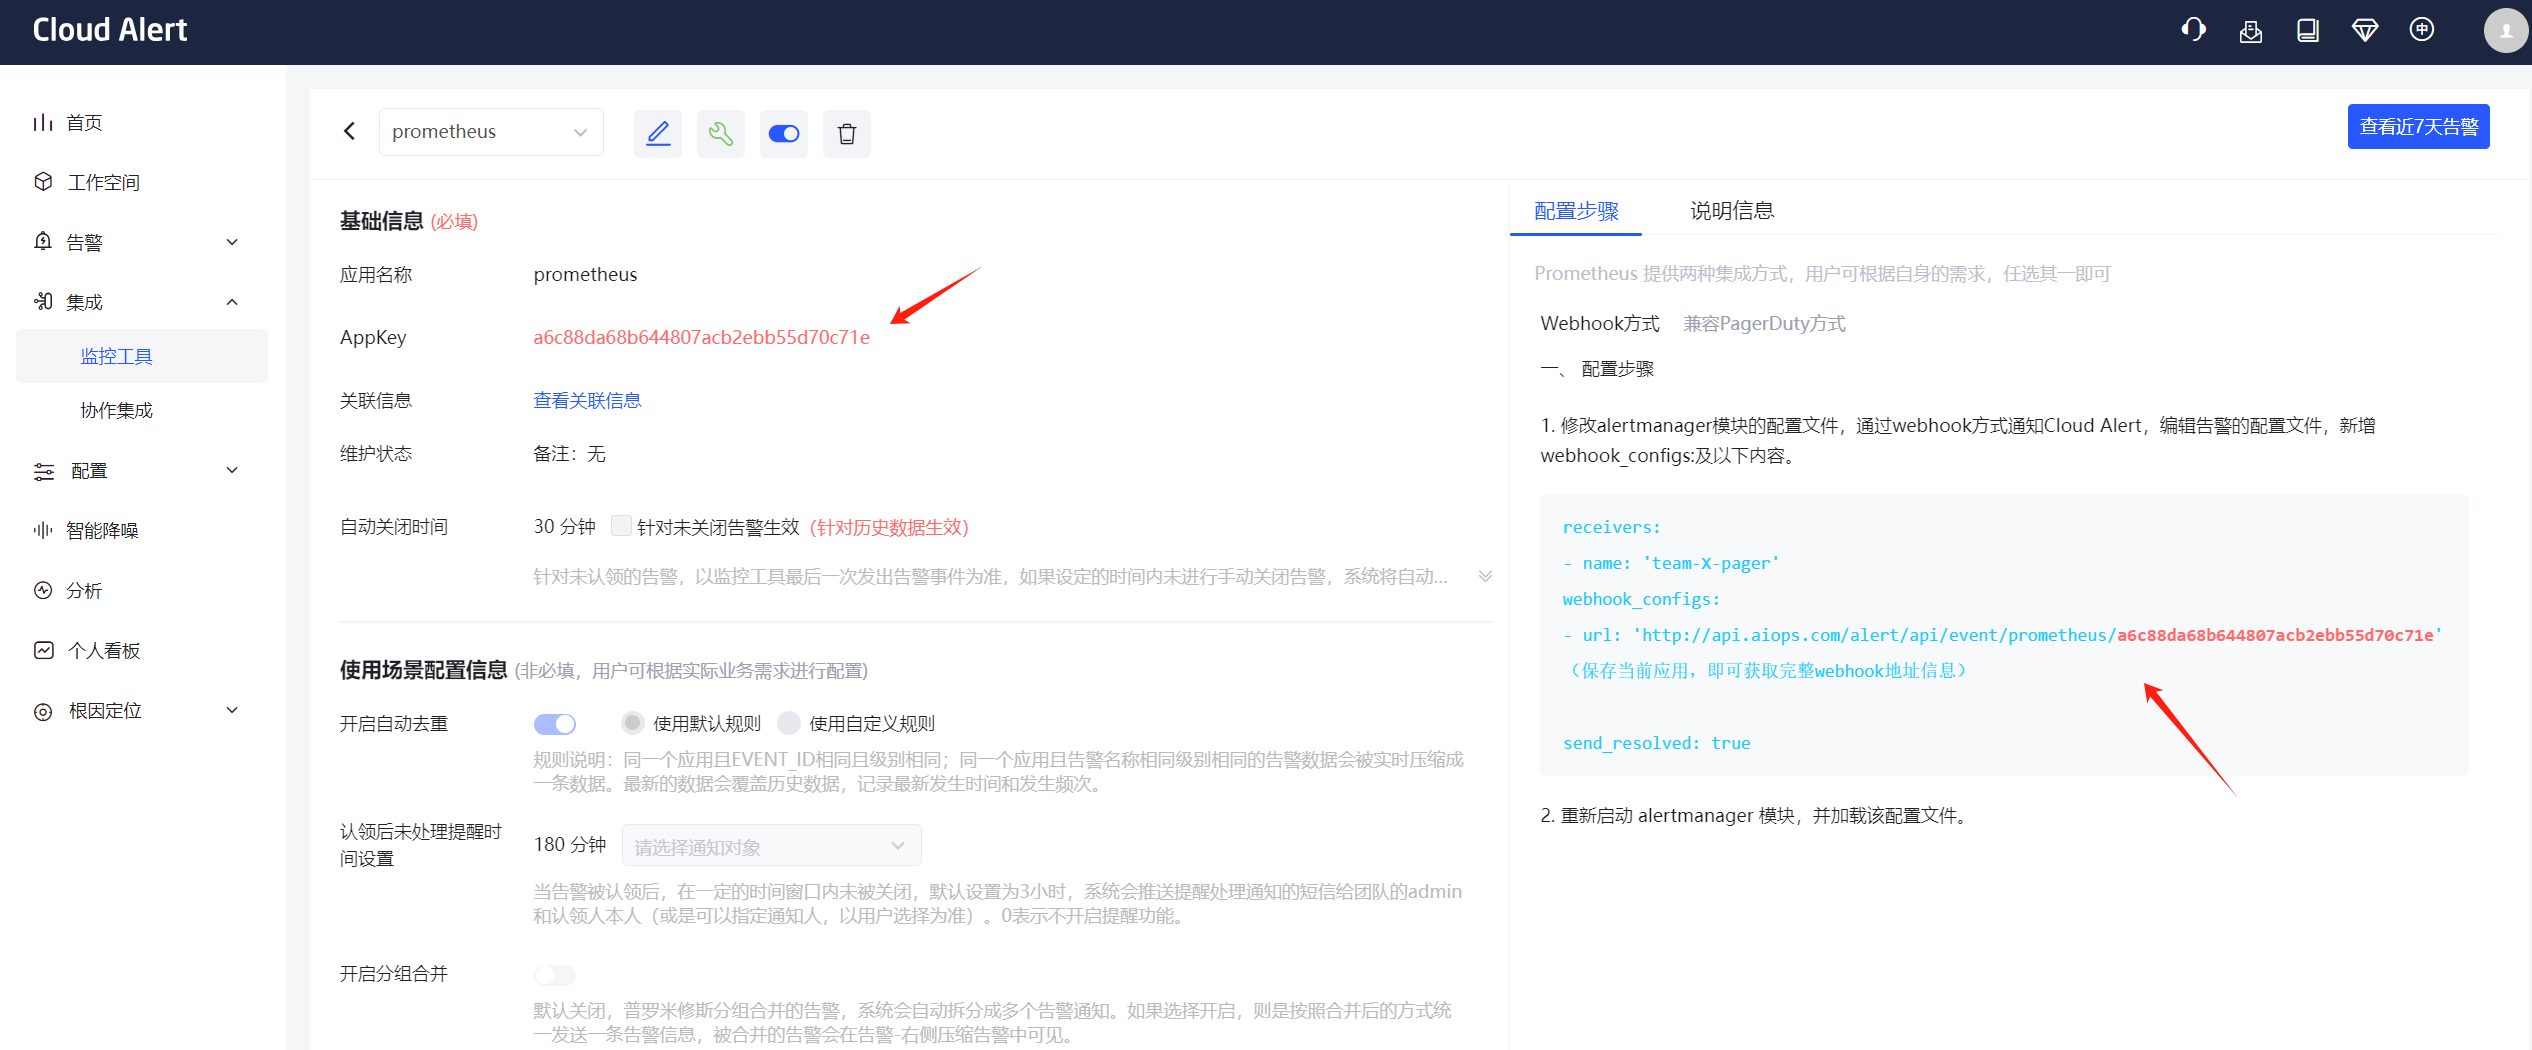 Cloud Alert
首页
工作空间
告警
集成
监控工具
协作集成
配置
智能降噪
分析
个人看板
根因定位
prometheus
查看近7天告警
基础信息 (必填)
应用名称 prometheus
AppKey a6c88da68b644807acb2ebb55d70c71e
关联信息 查看关联信息
维护状态 备注：无
自动关闭时间 30 分钟 针对未关闭告警生效 (针对历史数据生效)
针对未认领的告警，以监控工具最后一次发出告警事件为准，如果设定的时间内未进行手动关闭告警，系统将自动...
使用场景配置信息 (非必填，用户可根据实际业务需求进行配置)
开启自动去重 使用默认规则 使用自定义规则
规则说明：同一个应用且EVENT_ID相同且级别相同；同一个应用且告警名称相同级别相同的告警数据会被实时压缩成
一条数据。最新的数据会覆盖历史数据，记录最新发生时间和发生频次。
认领后未处理提醒时
间设置
180 分钟 请选择通知对象
当告警被认领后，在一定的时间窗口内未被关闭，默认设置为3小时，系统会推送提醒处理通知的短信给团队的admin
和认领人本人（或是可以指定通知人，以用户选择为准）。0表示不开启提醒功能。
开启分组合并
默认关闭，普罗米修斯分组合并的告警，系统会自动拆分成多个告警通知。如果选择开启，则是按照合并后的方式统
一发送一条告警信息，被合并的告警会在告警-右侧压缩告警中可见。
配置步骤 说明信息
Prometheus 提供两种集成方式，用户可根据自身的需求，任选其一即可
Webhook方式 兼容PagerDuty方式
一、 配置步骤
1. 修改alertmanager模块的配置文件，通过webhook方式通知Cloud Alert，编辑告警的配置文件，新增
webhook_configs:及以下内容。
receivers:
- name: 'team-X-pager'
webhook_configs:
- url: 'http://api.aiops.com/alert/api/event/prometheus/a6c88da68b644807acb2ebb55d70c71e'
（保存当前应用，即可获取完整webhook地址信息）
send_resolved: true
2. 重新启动 alertmanager 模块，并加载该配置文件。
中